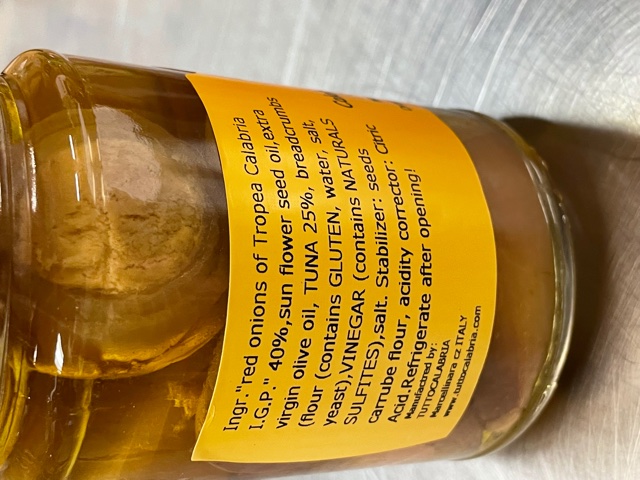 Ingr."red onions of Tropea Calabria
I.G.P." 40%,sun flower seed oil,extra
virgin olive oil, TUNA 25%, breadcrumbs
(flour (contains GLUTEN, water, salt,
yeast),VINEGAR (contains NATURALS
SULFITES),salt. Stabilizer: seeds
carrube flour, acidity corrector: Citric
Acid.Refrigerate after opening!
Manufactred by:
TUTTOCALABRIA
Marcellinara cz ITALY
www.tuttocalabria.com